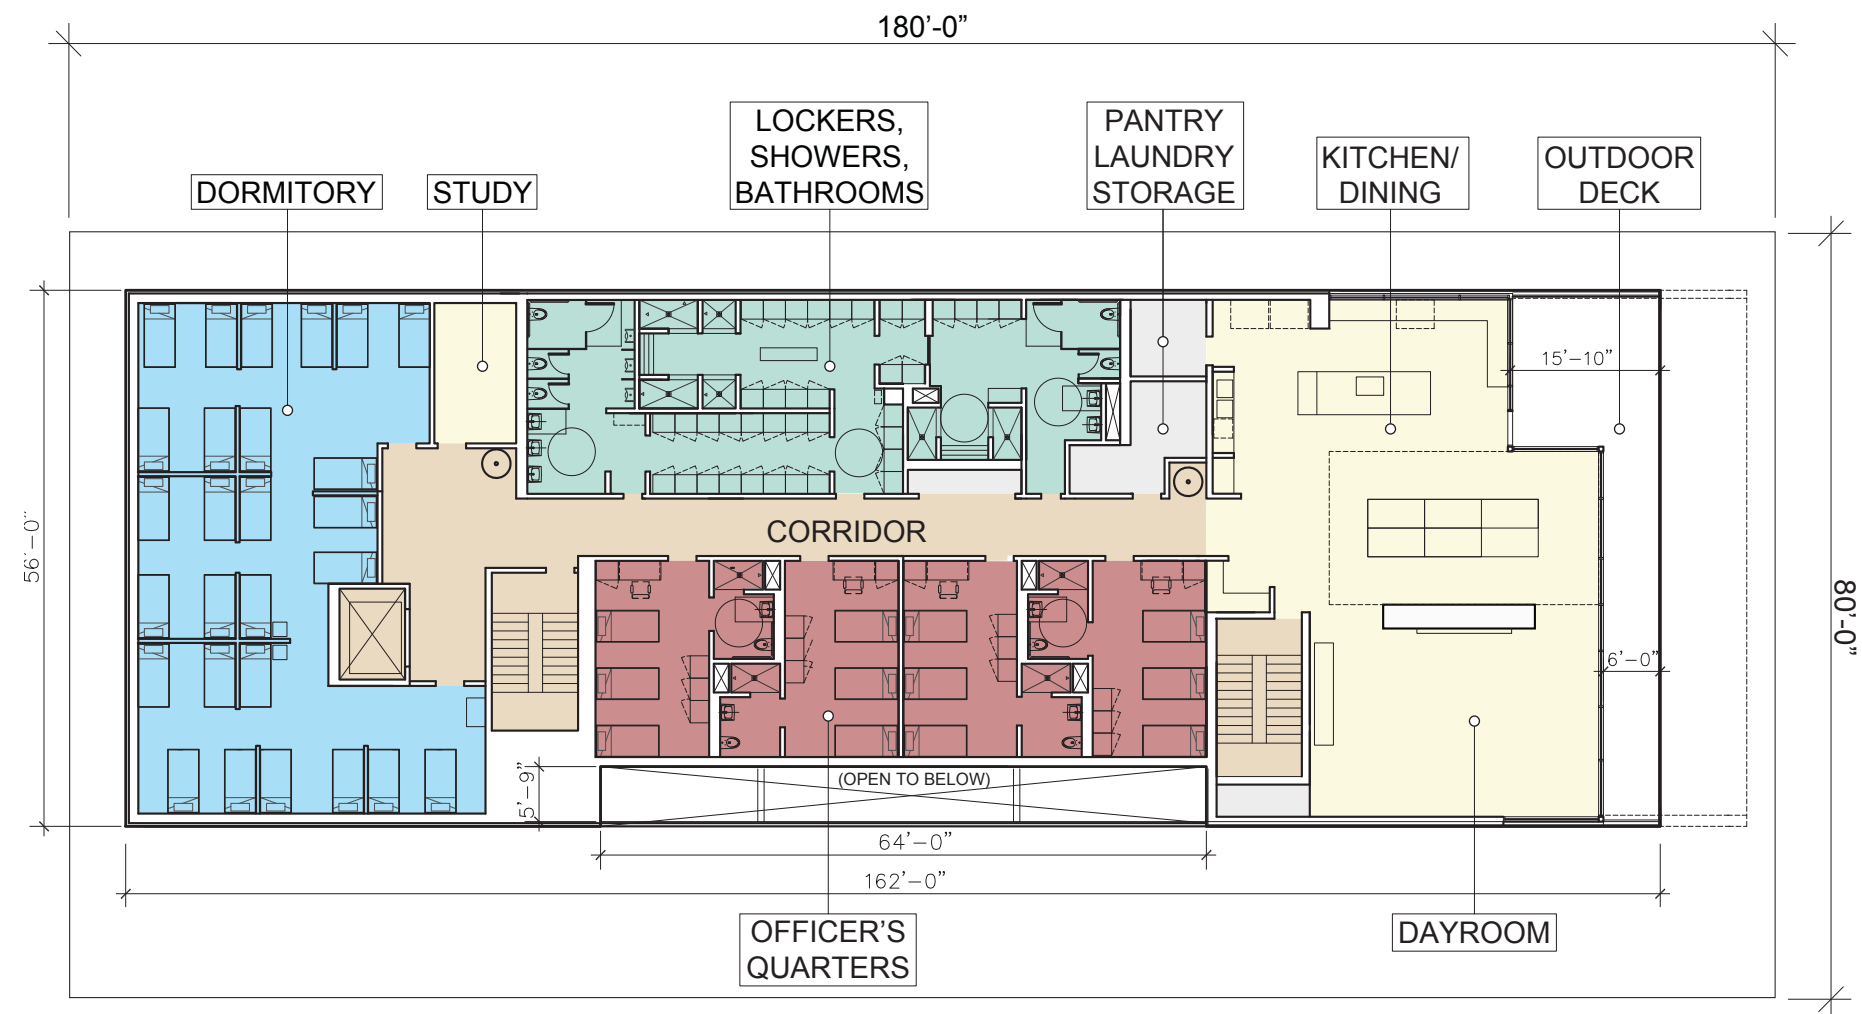 180'-0"
LOCKERS,
SHOWERS,
BATHROOMS
PANTRY
LAUNDRY
STORAGE
KITCHEN/
DINING
OUTDOOR
DECK
DORMITORY
STUDY
15'-10"
56'-0"
CORRIDOR
80'-0"
6'-0"
5'-9"
(OPEN TO BELOW)
64'-0"
162'-0"
OFFICER'S
QUARTERS
DAYROOM